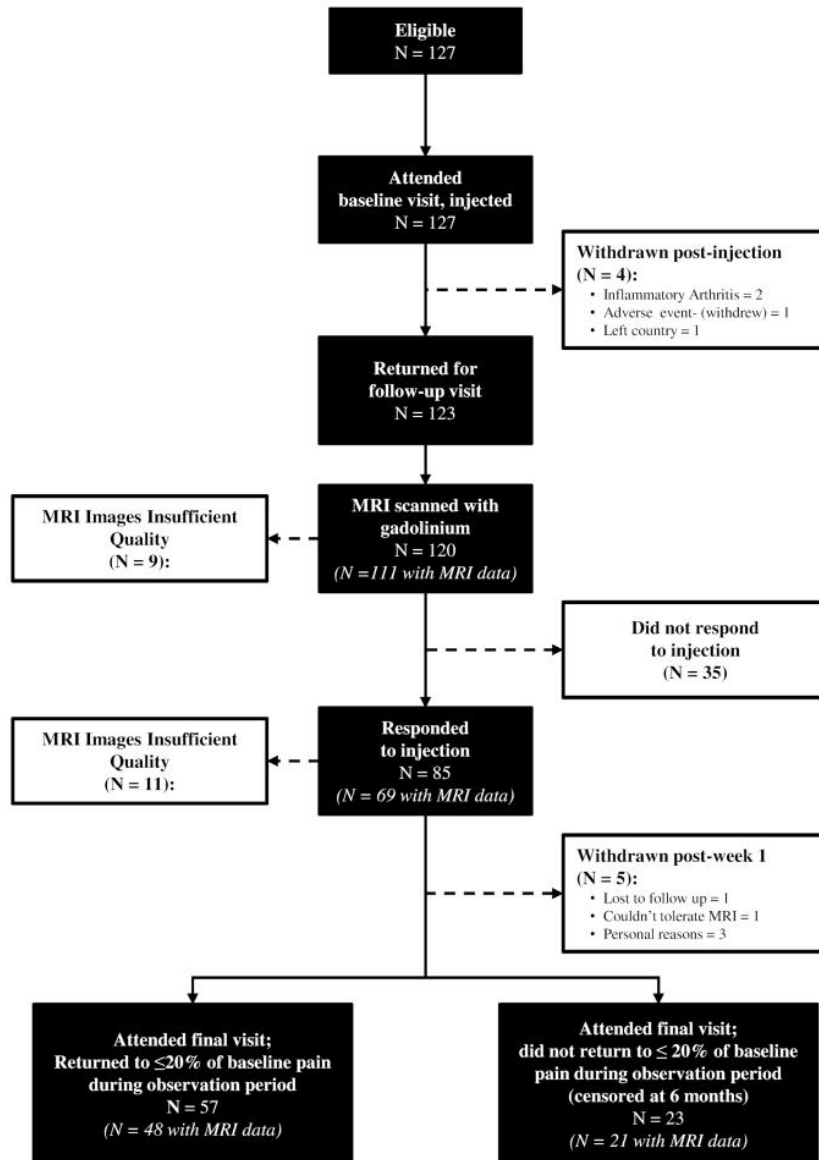 Eligible
N = 127
Attended
baseline visit, injected
N = 127
Withdrawn post-injection
(N = 4):
• Inflammatory Arthritis = 2
• Adverse event- (withdrew) = 1
• Left country = 1
Returned for
follow-up visit
N = 123
MRI Images Insufficient
Quality
(N = 9):
MRI scanned with
gadolinium
N = 120
(N =111 with MRI data)
Did not respond
to injection
(N = 35)
MRI Images Insufficient
Quality
(N = 11):
Responded
to injection
N = 85
(N = 69 with MRI data)
Withdrawn post-week 1
(N = 5):
• Lost to follow up = 1
• Couldn't tolerate MRI = 1
• Personal reasons = 3
Attended final visit;
Returned to ≤20% of baseline pain
during observation period
N = 57
(N = 48 with MRI data)
Attended final visit;
did not return to ≤ 20% of baseline
pain during observation period
(censored at 6 months)
N = 23
(N = 21 with MRI data)